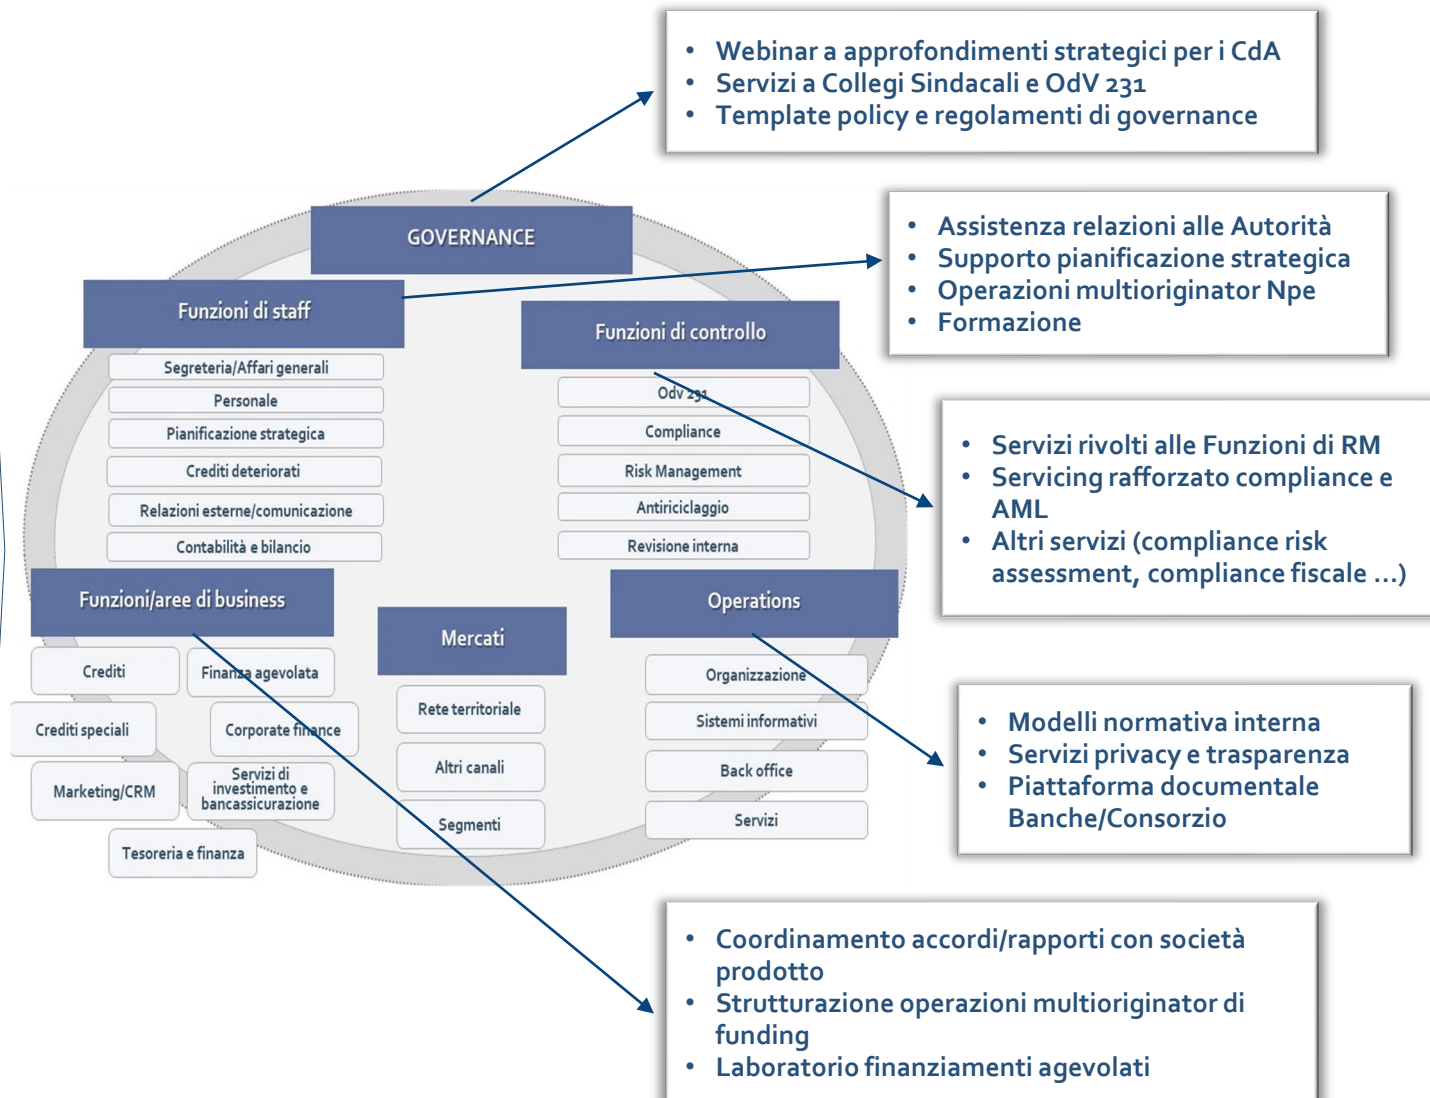 • Webinar a approfondimenti strategici per i CdA
• Servizi a Collegi Sindacali e OdV 231
• Template policy e regolamenti di governance
GOVERNANCE
• Assistenza relazioni alle Autorità
• Supporto pianificazione strategica
• Operazioni multioriginator Npe
• Formazione
Funzioni di staff
Segreteria/Affari generali
Personale
Pianificazione strategica
Crediti deteriorati
Relazioni esterne/comunicazione
Contabilità e bilancio
Funzioni di controllo
Odv 231
Compliance
Risk Management
Antiriciclaggio
Revisione interna
• Servizi rivolti alle Funzioni di RM
• Servicing rafforzato compliance e
AML
• Altri servizi (compliance risk
assessment, compliance fiscale ...)
Funzioni/aree di business
Crediti
Finanza agevolata
Crediti speciali
Corporate finance
Marketing/CRM
Servizi di
investimento e
bancassicurazione
Tesoreria e finanza
Mercati
Rete territoriale
Altri canali
Segmenti
Operations
Organizzazione
Sistemi informativi
Back office
Servizi
• Modelli normativa interna
• Servizi privacy e trasparenza
• Piattaforma documentale
Banche/Consorzio
• Coordinamento accordi/rapporti con società
prodotto
• Strutturazione operazioni multioriginator di
funding
• Laboratorio finanziamenti agevolati